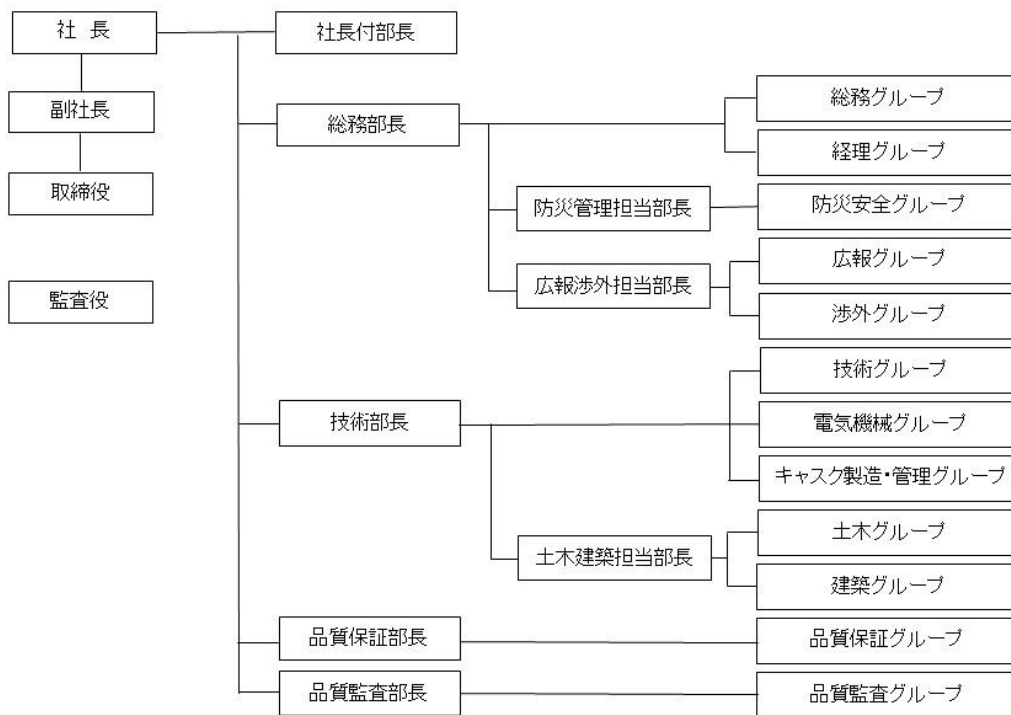 社 長
社長付部長
副社長
取締役
監査役
総務部長
総務グループ
経理グループ
防災管理担当部長
防災安全グループ
広報渉外担当部長
広報グループ
渉外グループ
技術部長
技術グループ
電気機械グループ
キャスク製造・管理グループ
土木建築担当部長
土木グループ
建築グループ
品質保証部長
品質保証グループ
品質監査部長
品質監査グループ